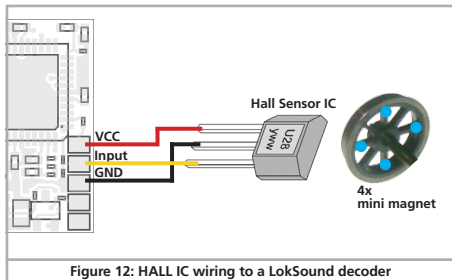 Hall Sensor IC
VCC
Input
GND
U28
yww
4x
mini magnet
Figure 12: HALL IC wiring to a LokSound decoder